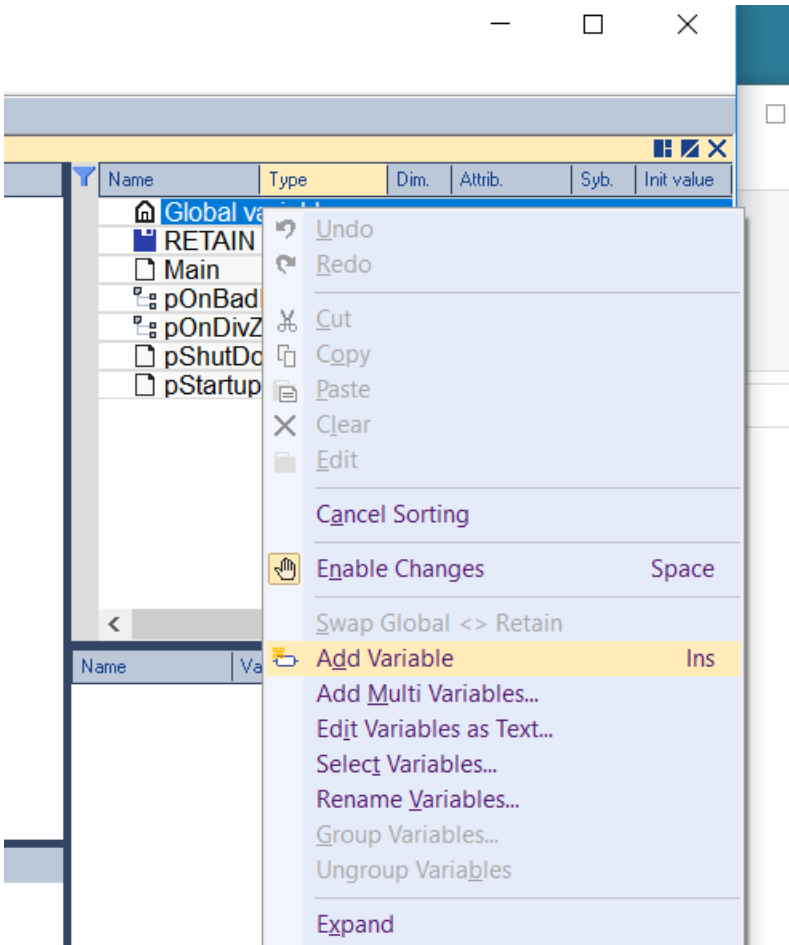 Name Type Dim. Attrib. Syb. Init value
Global
RETAIN
Main
pStartup
Undo
Redo
Cut
Copy
Paste
Clear
Edit
Cancel Sorting
Enable Changes Space
Swap Global <> Retain
Add Variable Ins
Add Multi Variables...
Edit Variables as Text...
Select Variables...
Rename Variables...
Group Variables...
Ungroup Variables
Expand
Name